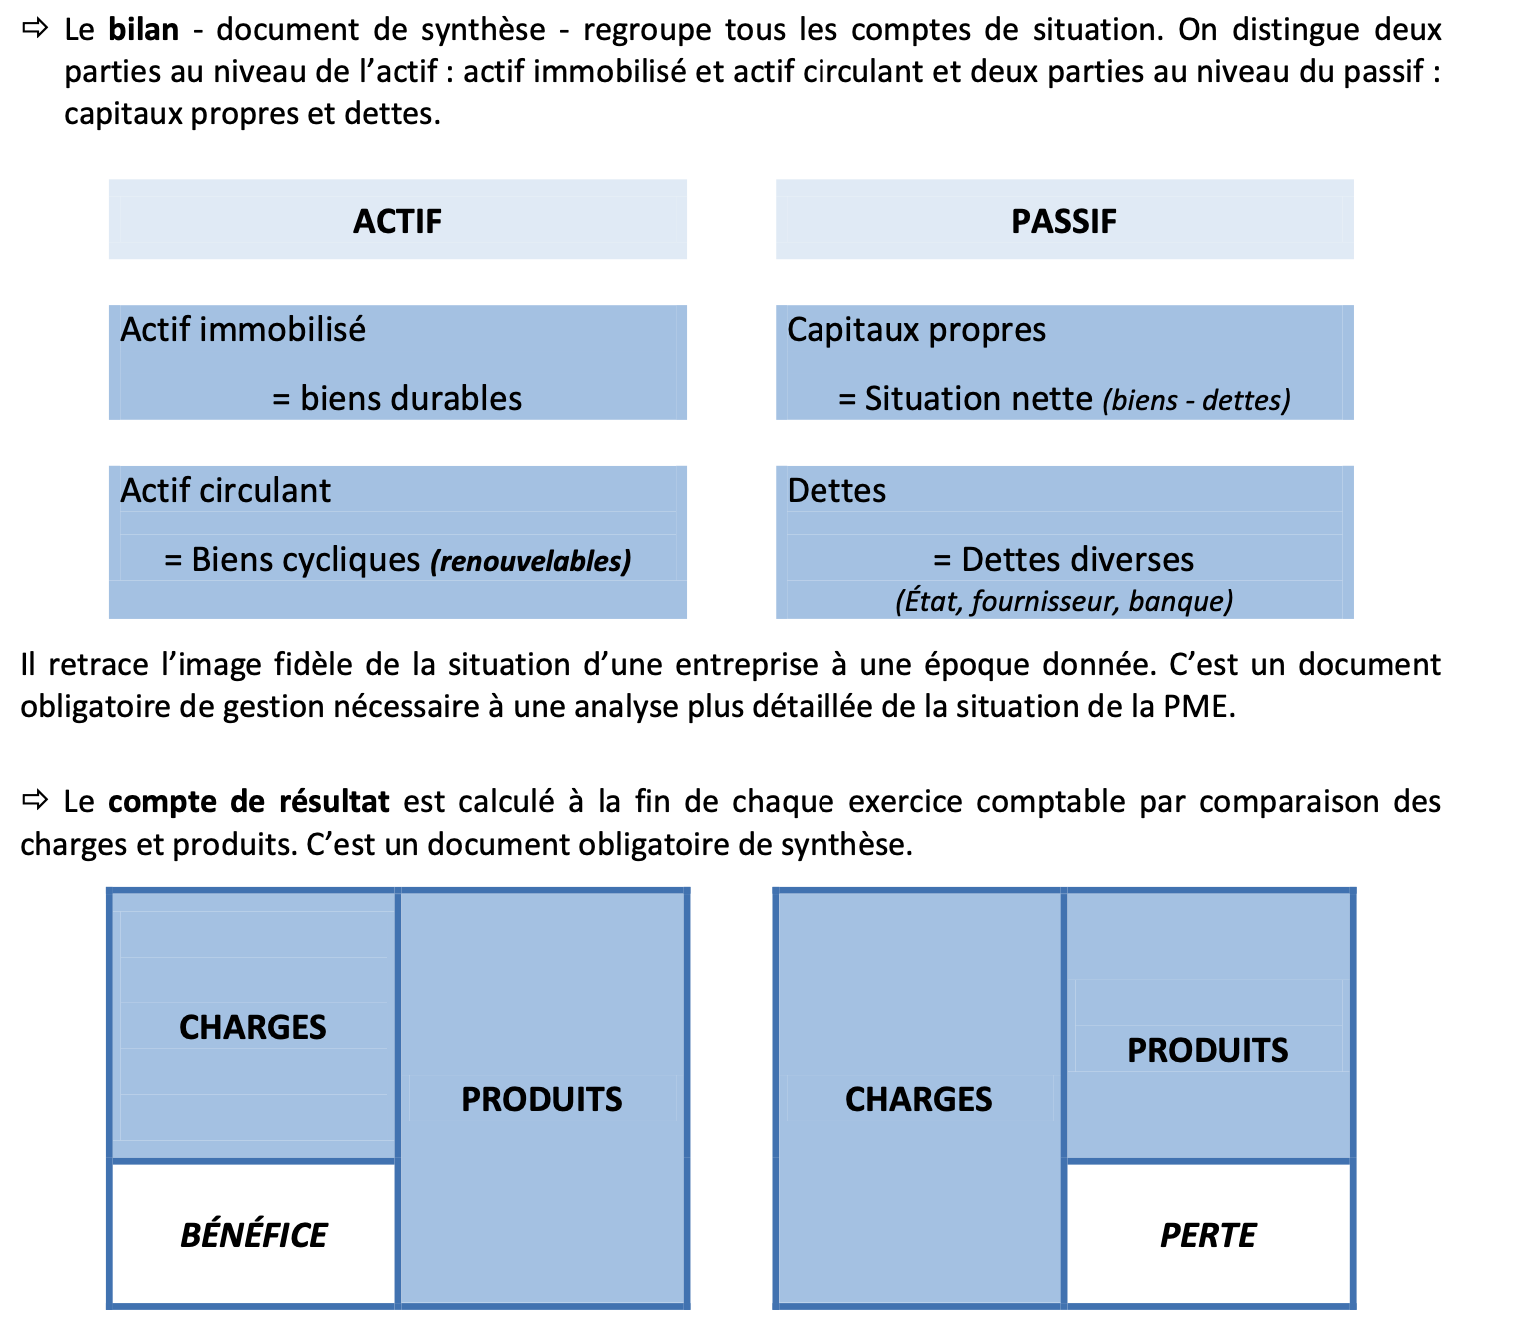 ⇨ Le bilan - document de synthèse - regroupe tous les comptes de situation. On distingue deux
parties au niveau de l’actif : actif immobilisé et actif circulant et deux parties au niveau du passif :
capitaux propres et dettes.
ACTIF
PASSIF
Actif immobilisé
= biens durables
Capitaux propres
= Situation nette (biens - dettes)
Actif circulant
= Biens cycliques (renouvelables)
Dettes
= Dettes diverses
(État, fournisseur, banque)
Il retrace l’image fidèle de la situation d’une entreprise à une époque donnée. C’est un document
obligatoire de gestion nécessaire à une analyse plus détaillée de la situation de la PME.
⇨ Le compte de résultat est calculé à la fin de chaque exercice comptable par comparaison des
charges et produits. C’est un document obligatoire de synthèse.
CHARGES
PRODUITS
BÉNÉFICE
CHARGES
PRODUITS
PERTE